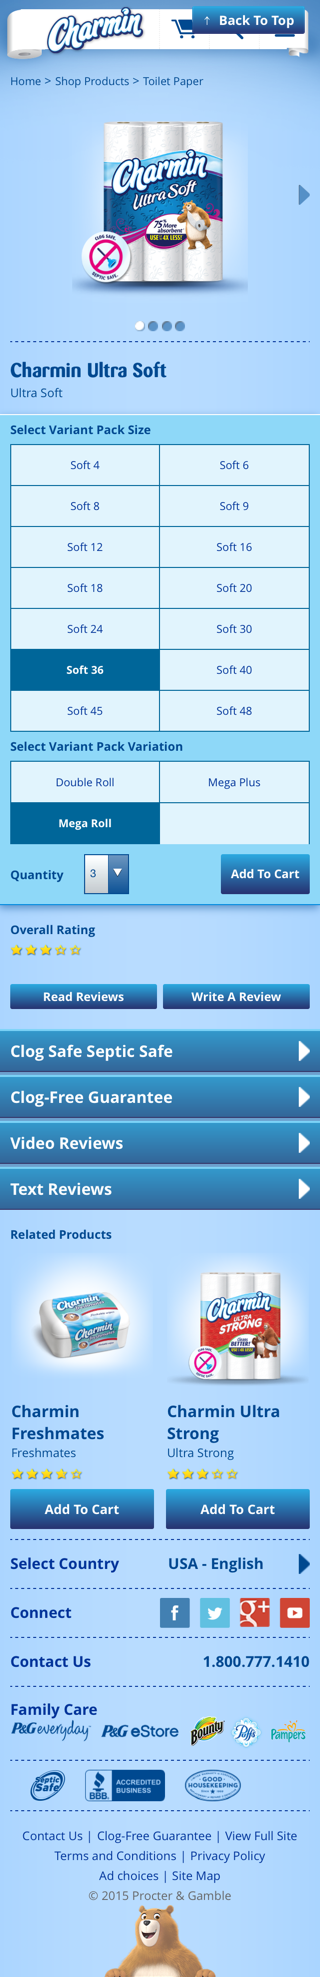 Charmin
↑ Back To Top
Home > Shop Products > Toilet Paper
Charmin
Ultra Soft
75% More
absorbent
USE UP TO 4X LESS!
CLOG SAFE.
SEPTIC SAFE.
Charmin Ultra Soft
Ultra Soft
Select Variant Pack Size
Soft 4
Soft 6
Soft 8
Soft 9
Soft 12
Soft 16
Soft 18
Soft 20
Soft 24
Soft 30
Soft 36
Soft 40
Soft 45
Soft 48
Select Variant Pack Variation
Double Roll
Mega Plus
Mega Roll
Quantity
3
Add To Cart
Overall Rating
Read Reviews
Write A Review
Clog Safe Septic Safe
Clog-Free Guarantee
Video Reviews
Text Reviews
Related Products
Charmin
Charmin
Charmin
ULTRA
STRONG
BETTER!
Charmin
Freshmates
Freshmates
Charmin Ultra
Strong
Ultra Strong
Add To Cart
Add To Cart
Select Country
USA - English
Connect
f
g+
Contact Us
1.800.777.1410
Family Care
P&G everyday
P&G eStore
Bounty
Puffs
Pampers
Septic
Safe
BBB
ACCREDITED
BUSINESS
GOOD
HOUSEKEEPING
Contact Us | Clog-Free Guarantee | View Full Site
Terms and Conditions | Privacy Policy
Ad choices | Site Map
© 2015 Procter & Gamble